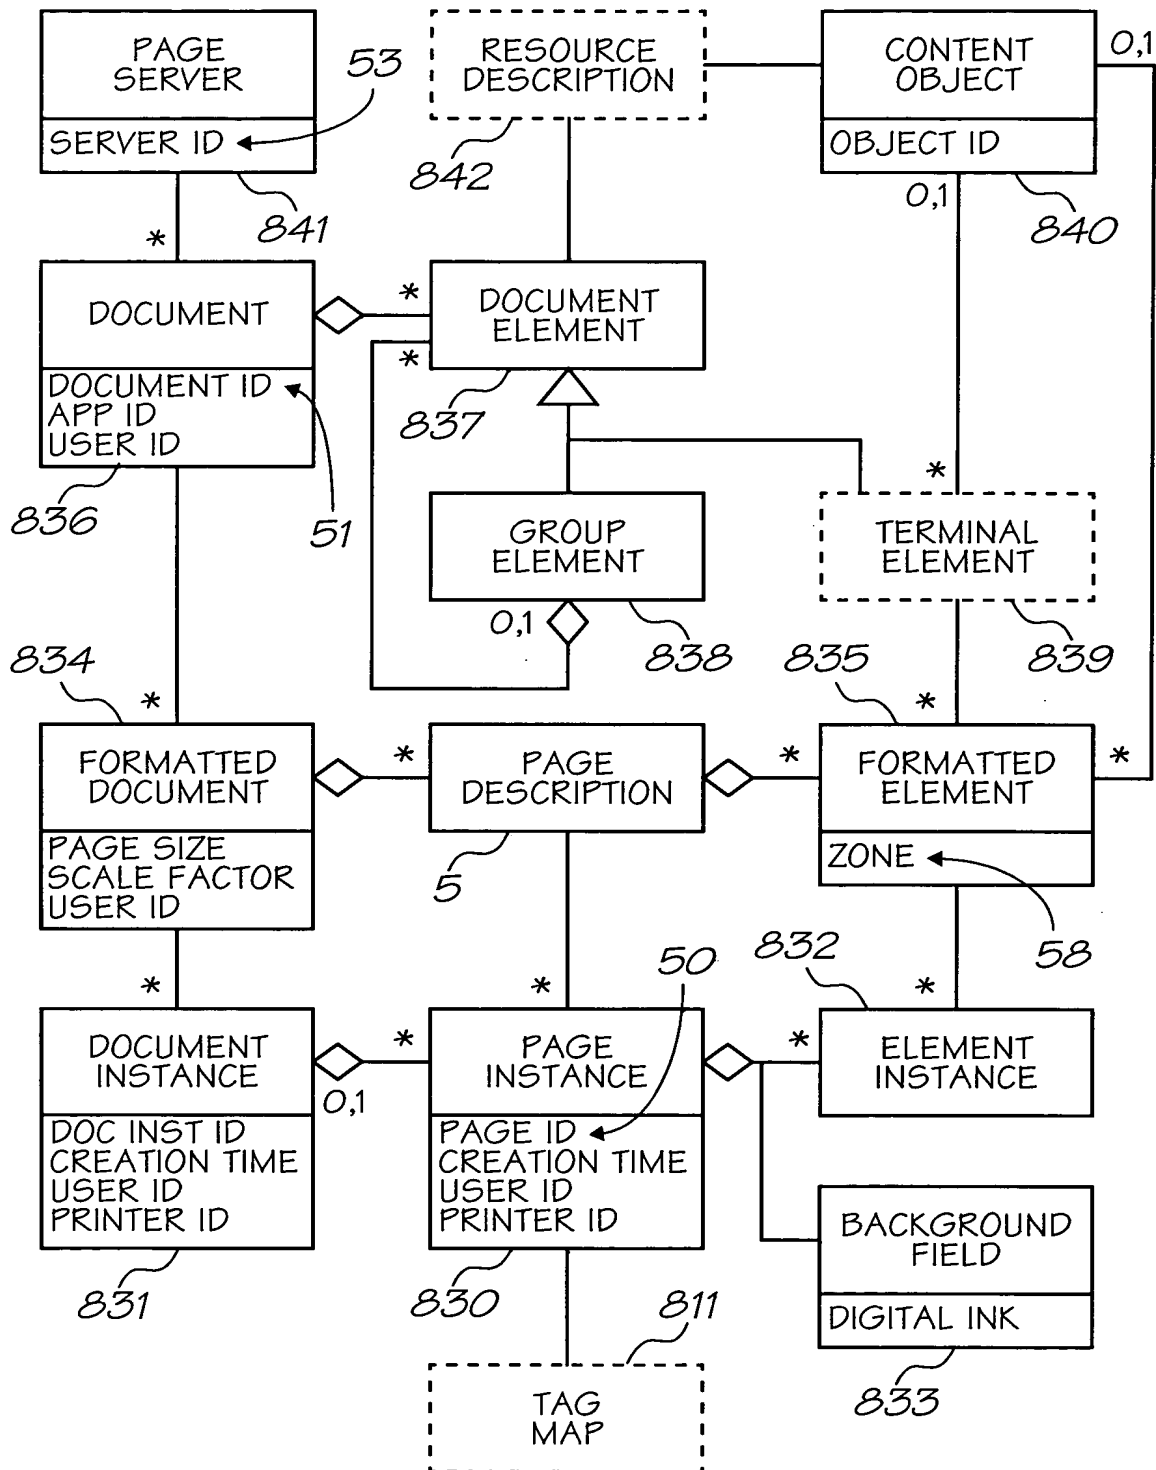 PAGE
SERVER
SERVER ID
53
841
RESOURCE
DESCRIPTION
842
CONTENT
OBJECT
OBJECT ID
0,1
0,1
840
*
DOCUMENT
DOCUMENT ID
APP ID
USER ID
836
51
*
*
DOCUMENT
ELEMENT
837
GROUP
ELEMENT
0,1
838
*
TERMINAL
ELEMENT
839
834
*
FORMATTED
DOCUMENT
PAGE SIZE
SCALE FACTOR
USER ID
*
PAGE
DESCRIPTION
5
835
*
*
*
FORMATTED
ELEMENT
ZONE
58
*
DOCUMENT
INSTANCE
DOC INST ID
CREATION TIME
USER ID
PRINTER ID
831
0,1
*
*
50
PAGE
INSTANCE
PAGE ID
CREATION TIME
USER ID
PRINTER ID
830
832
*
*
ELEMENT
INSTANCE
BACKGROUND
FIELD
DIGITAL INK
833
811
TAG
MAP